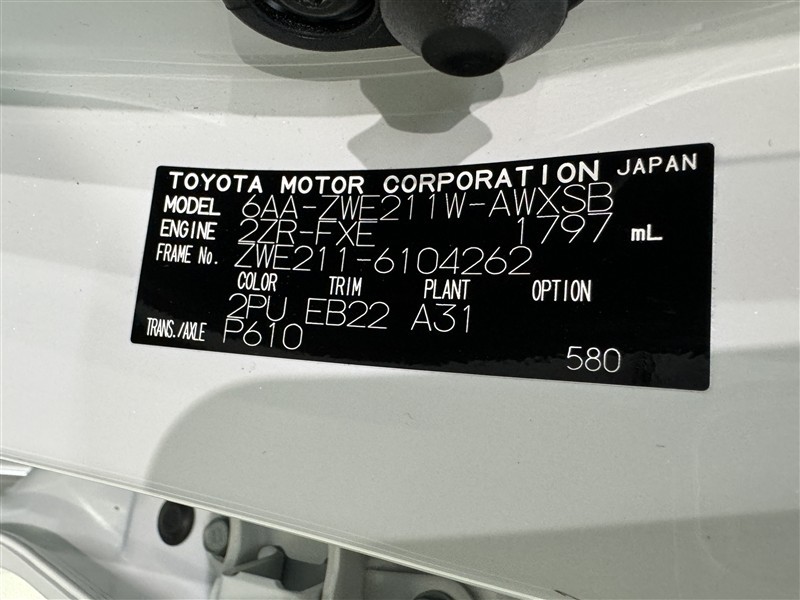 TOYOTA MOTOR CORPORATION JAPAN
MODEL 6AA-ZWE211W-AWXSB
ENGINE 2ZR-FXE 1797 mL
FRAME No. ZWE211-6104262
COLOR TRIM PLANT OPTION
2PU EB22 A31
TRANS./AXLE P610
580